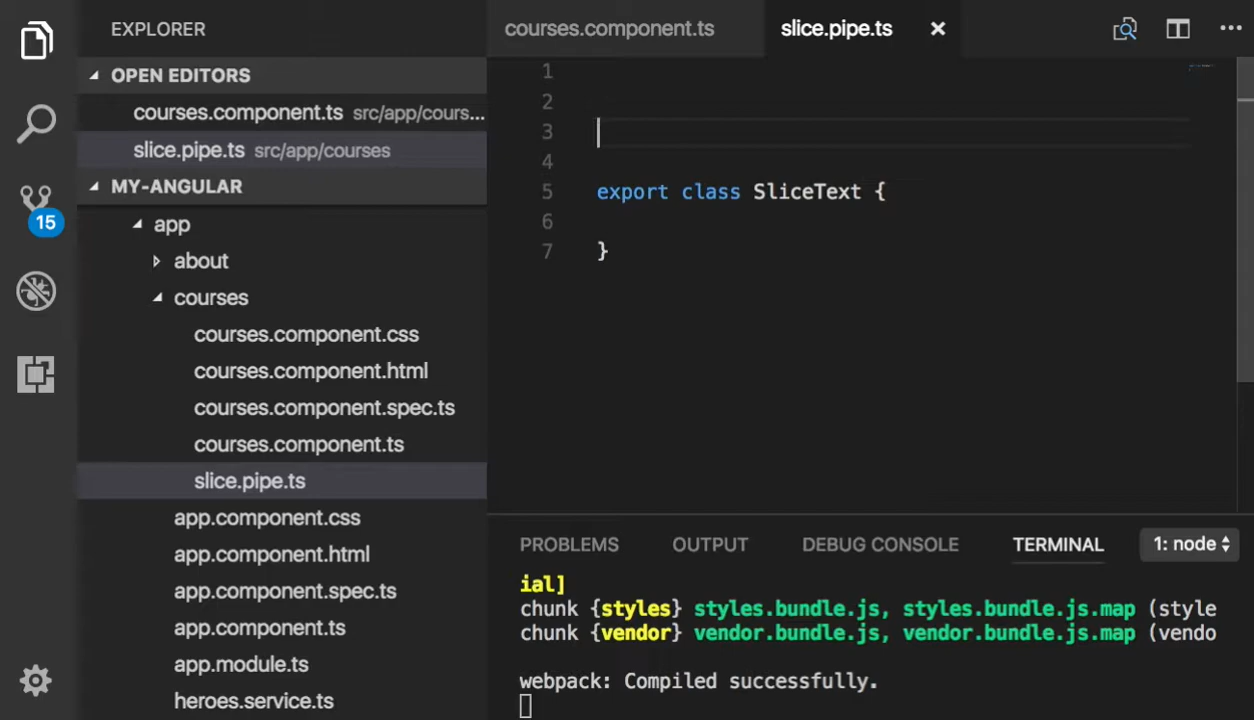 EXPLORER
OPEN EDITORS
courses.component.ts src/app/cours...
slice.pipe.ts src/app/courses
MY-ANGULAR
15
app
about
courses
courses.component.css
courses.component.html
courses.component.spec.ts
courses.component.ts
slice.pipe.ts
app.component.css
app.component.html
app.component.spec.ts
app.component.ts
app.module.ts
heroes.service.ts
courses.component.ts slice.pipe.ts
1
2
3
4
5 export class SliceText {
6
7 }
PROBLEMS OUTPUT DEBUG CONSOLE TERMINAL 1: node
ial]
chunk {styles} styles.bundle.js, styles.bundle.js.map (style
chunk {vendor} vendor.bundle.js, vendor.bundle.js.map (vendo
webpack: Compiled successfully.